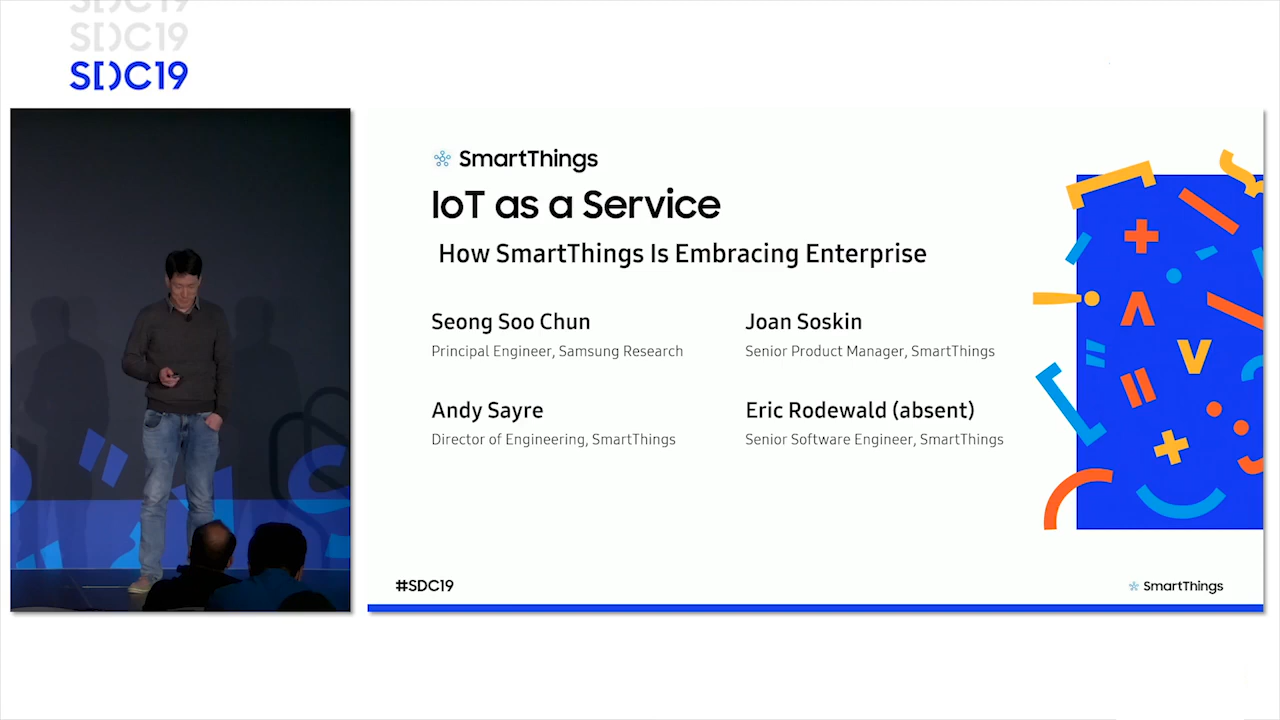 SDC19
SDC19
SDC19
SmartThings
IoT as a Service
How SmartThings Is Embracing Enterprise
Seong Soo Chun
Principal Engineer, Samsung Research
Joan Soskin
Senior Product Manager, SmartThings
Andy Sayre
Director of Engineering, SmartThings
Eric Rodewald (absent)
Senior Software Engineer, SmartThings
#SDC19
SmartThings